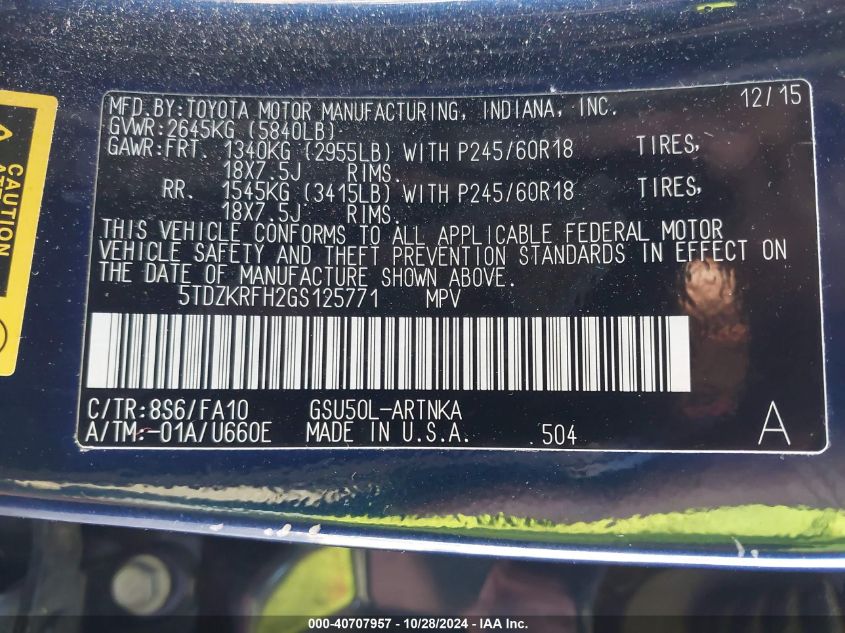 MFD.BY:TOYOTA MOTOR MANUFACTURING, INDIANA, INC. 12/15
GVWR:2645KG (5840LB)
GAWR:FRT. 1340KG (2955LB) WITH P245/60R18 TIRES,
18X7.5J RIMS.
RR. 1545KG (3415LB) WITH P245/60R18 TIRES,
18X7.5J RIMS.
THIS VEHICLE CONFORMS TO ALL APPLICABLE FEDERAL MOTOR
VEHICLE SAFETY AND THEFT PREVENTION STANDARDS IN EFFECT ON
THE DATE OF MANUFACTURE SHOWN ABOVE.
5TDZKRFH2GS125771 MPV
C/TR:8S6/FA10 GSU50L-ARTNKA
A/TM:-01A/U660E MADE IN U.S.A. 504 A
CAUTION
000-40707957 - 10/28/2024 - IAA Inc.